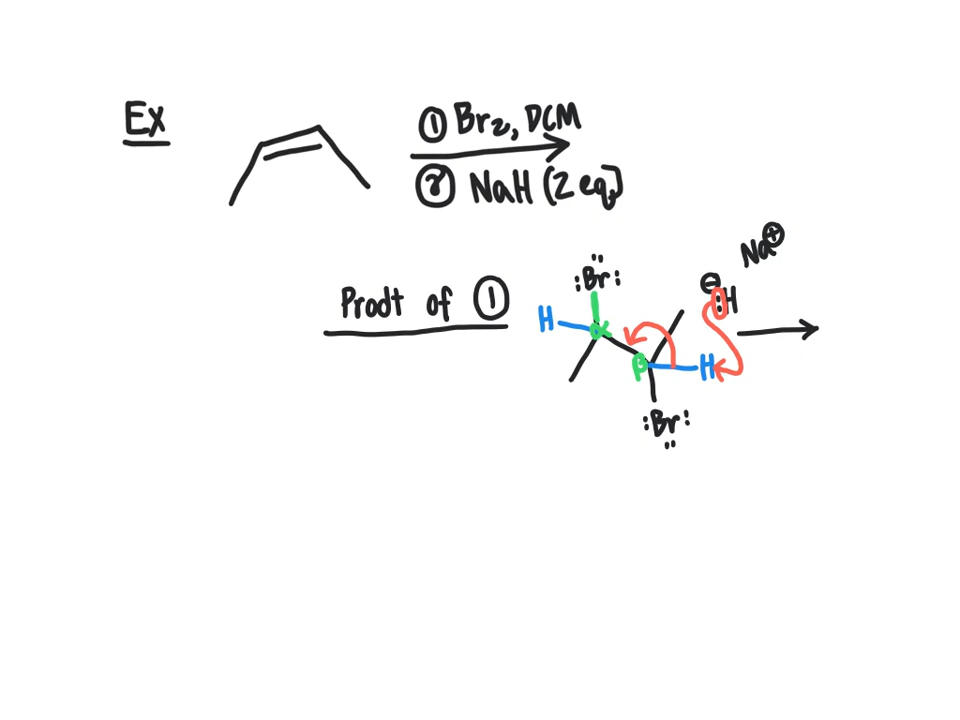 Ex
① Br₂, DCM
② NaH (2 eq)
Na⊕
:Br:
⊖
:H
Prodt of ①
H
α
β
H
:Br: